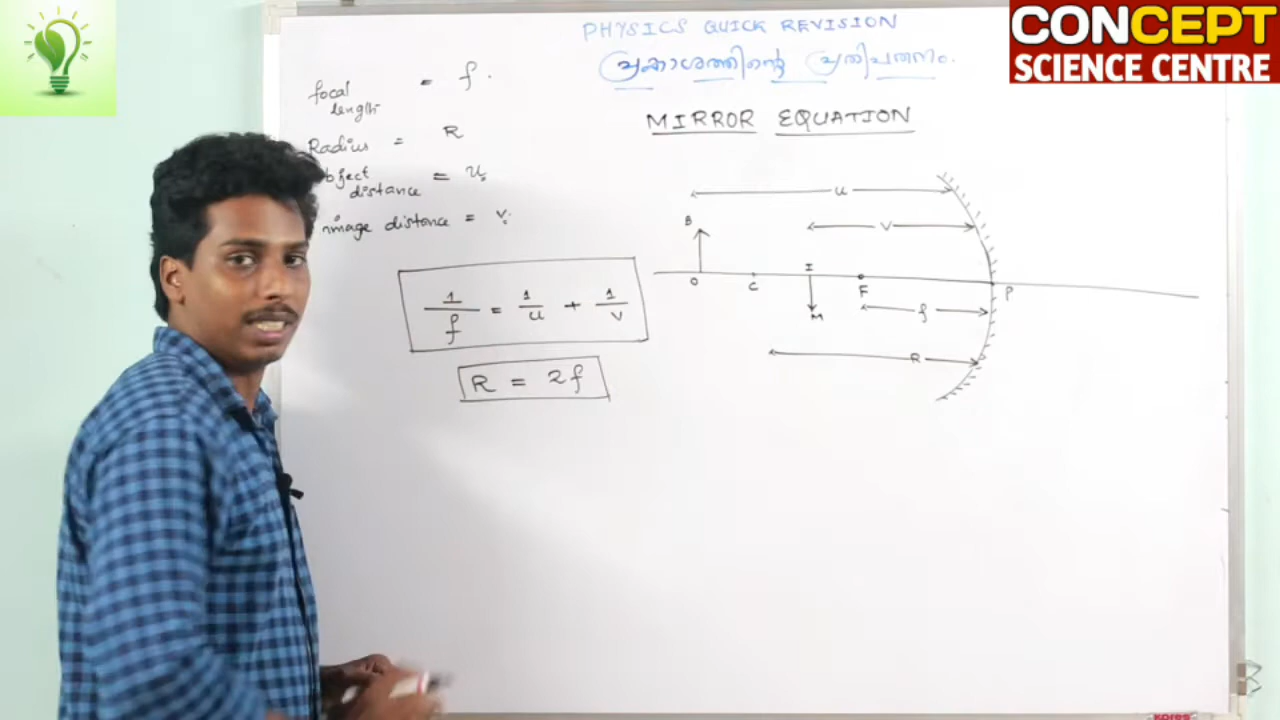 CONCEPT
SCIENCE CENTRE
PHYSICS QUICK REVISION
പ്രകാശത്തിന്റെ പ്രതിപതനം.
MIRROR EQUATION
focal length = f.
Radius = R
object distance = u.
image distance = v.
1/f = 1/u + 1/v
R = 2f
u
B
v
I
O
C
F
P
M
f
R
kores